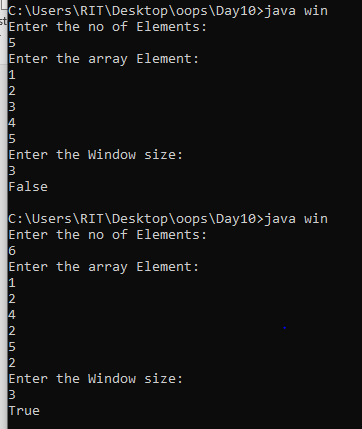 st
C:\Users\RIT\Desktop\oops\Day10>java win
Enter the no of Elements:
5
Enter the array Element:
1
2
3
4
5
Enter the Window size:
3
False
C:\Users\RIT\Desktop\oops\Day10>java win
Enter the no of Elements:
6
Enter the array Element:
1
2
4
2
5
2
Enter the Window size:
3
True